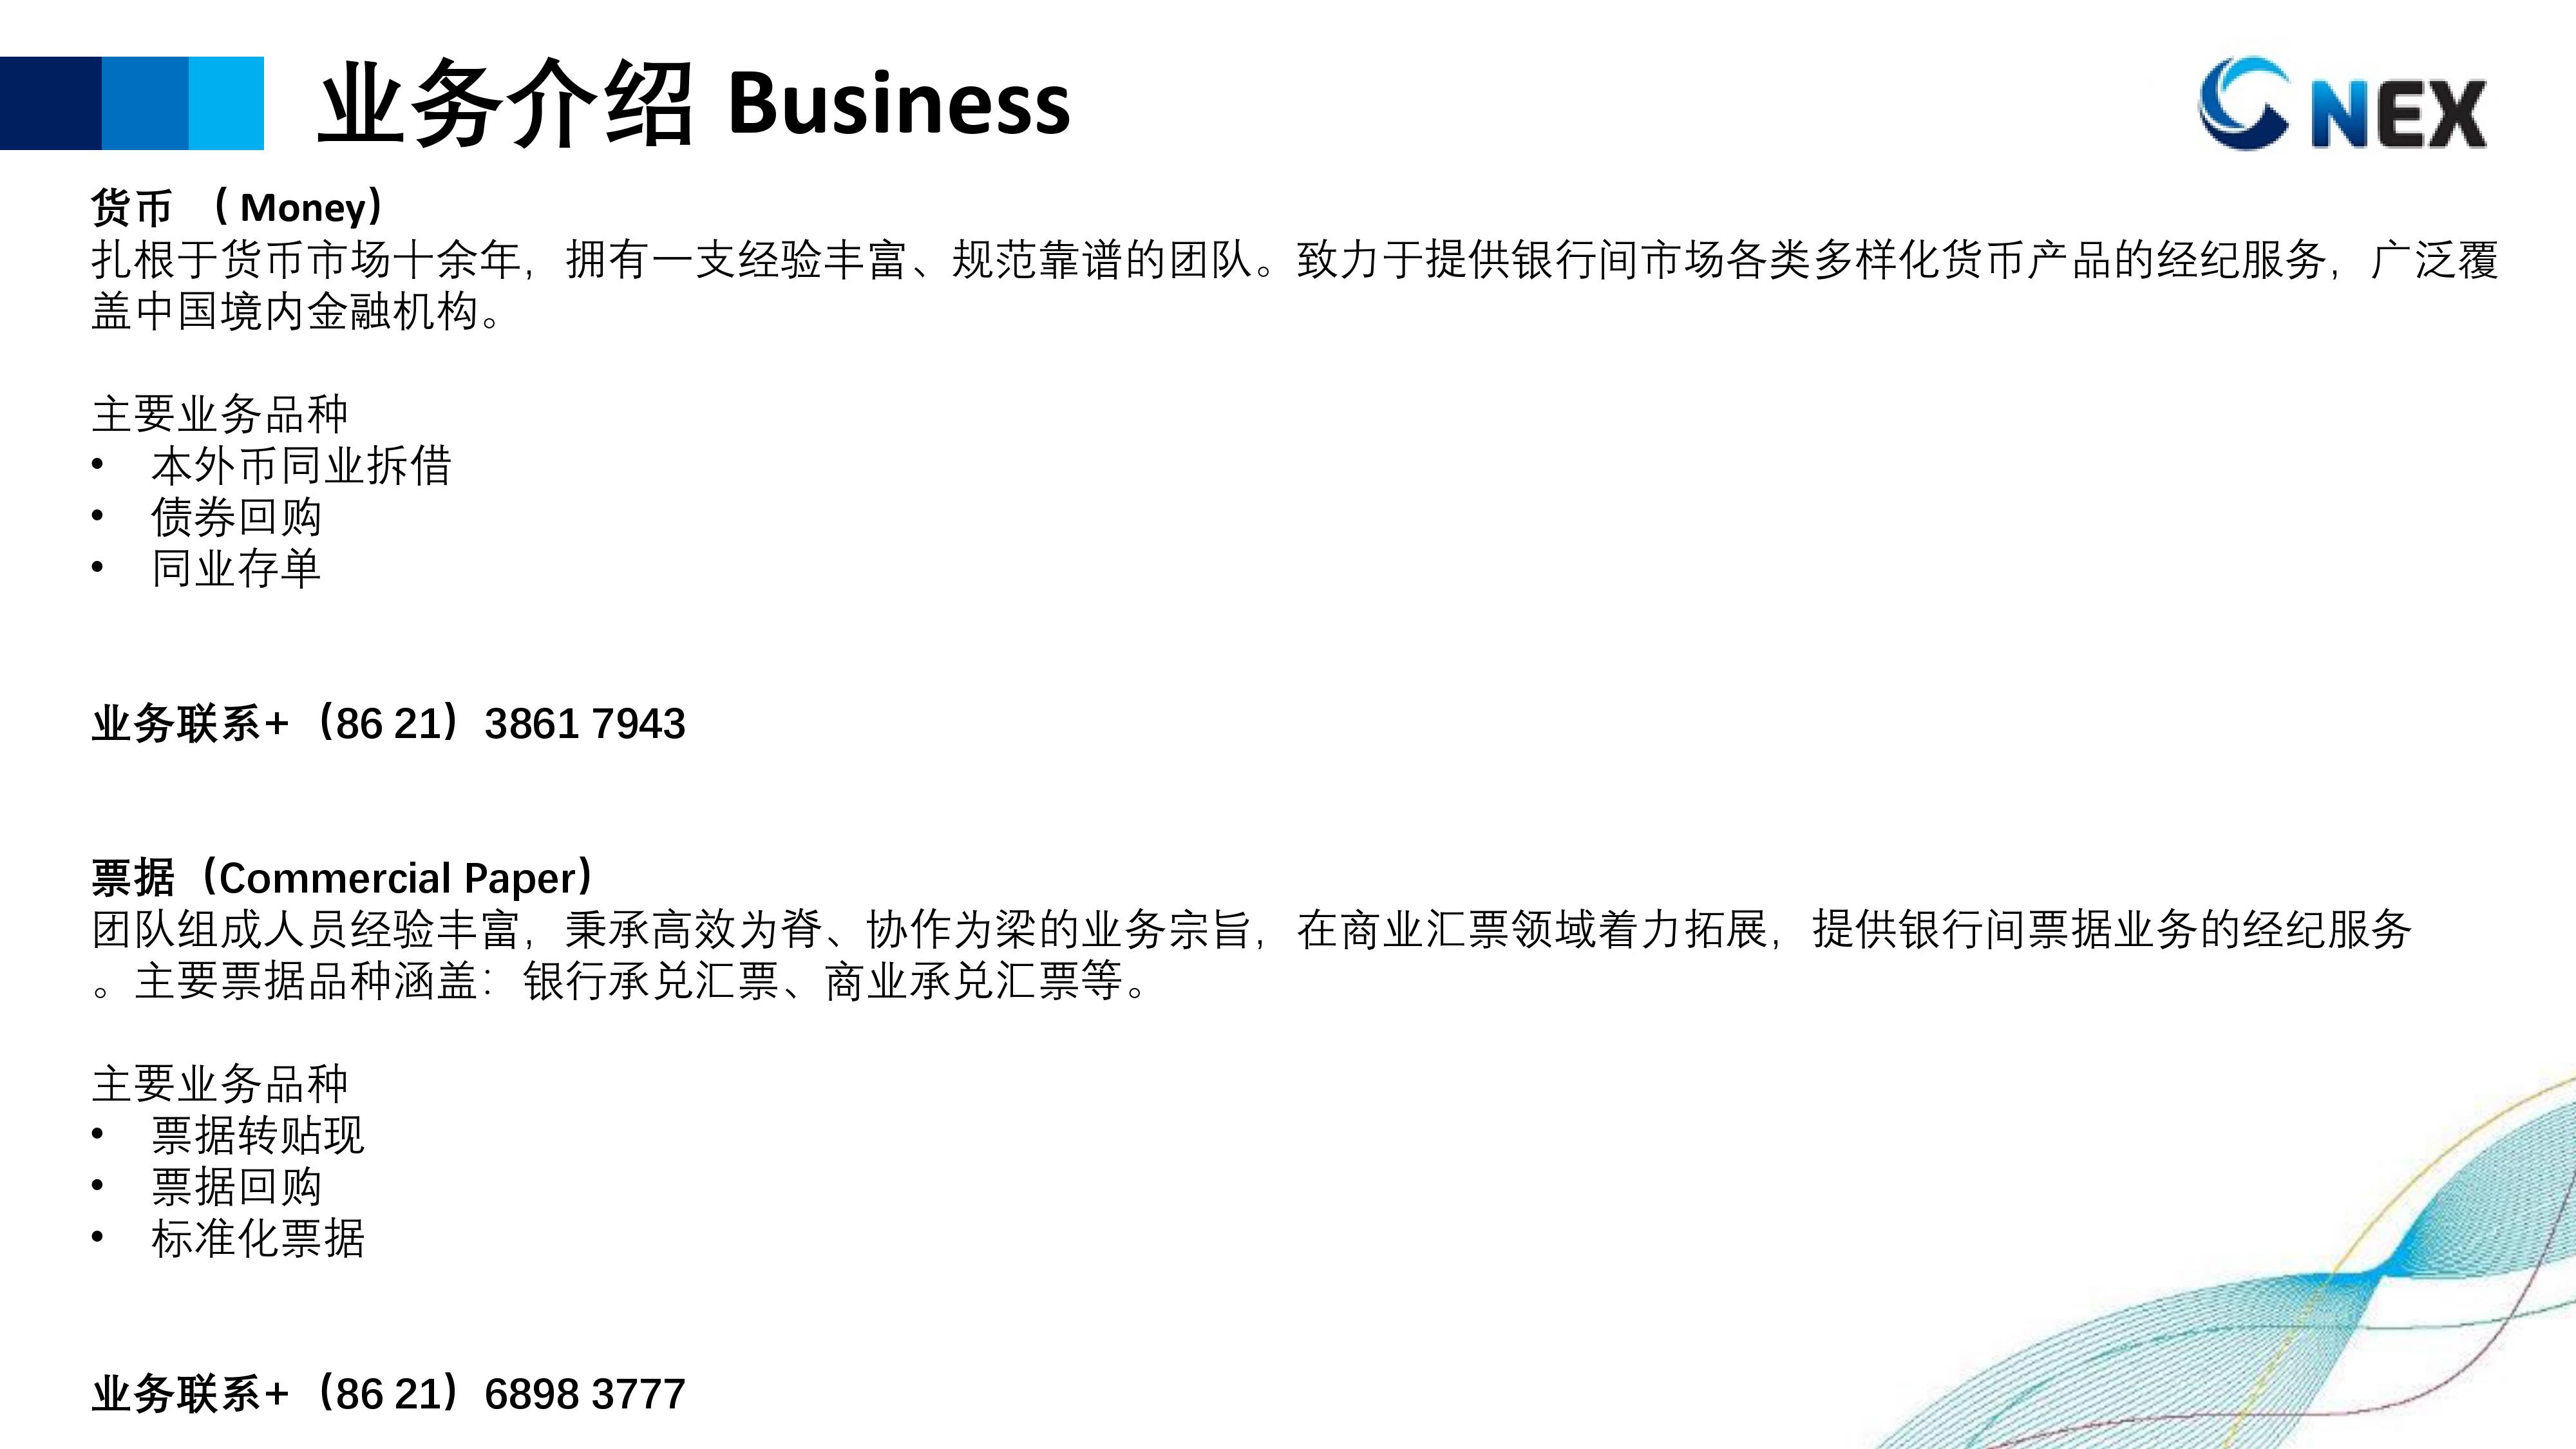 业务介绍 Business
NEX
货币 （ Money）
扎根于货币市场十余年，拥有一支经验丰富、规范靠谱的团队。致力于提供银行间市场各类多样化货币产品的经纪服务，广泛覆
盖中国境内金融机构。
主要业务品种
• 本外币同业拆借
• 债券回购
• 同业存单
业务联系+（86 21）3861 7943
票据（Commercial Paper）
团队组成人员经验丰富，秉承高效为脊、协作为梁的业务宗旨，在商业汇票领域着力拓展，提供银行间票据业务的经纪服务
。主要票据品种涵盖：银行承兑汇票、商业承兑汇票等。
主要业务品种
• 票据转贴现
• 票据回购
• 标准化票据
业务联系+（86 21）6898 3777